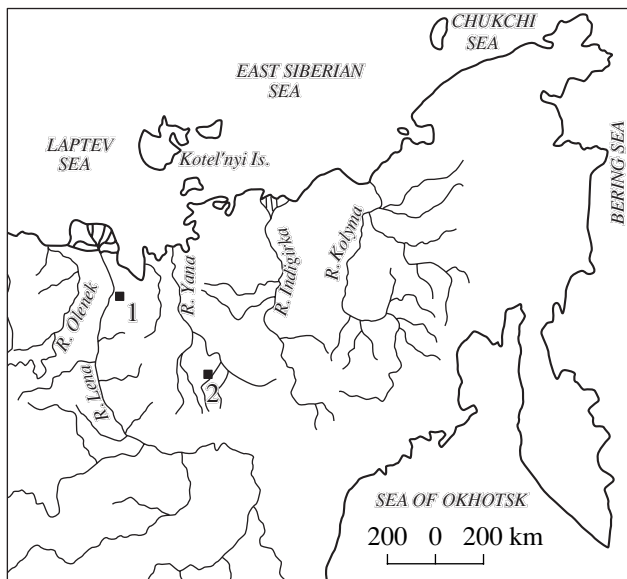 CHUKCHI
SEA
EAST SIBERIAN
SEA
LAPTEV
SEA
Kotel'nyi Is.
BERING SEA
R. Olenek
R. Lena
R. Yana
R. Indigirka
R. Kolyma
1
2
SEA OF OKHOTSK
200 0 200 km